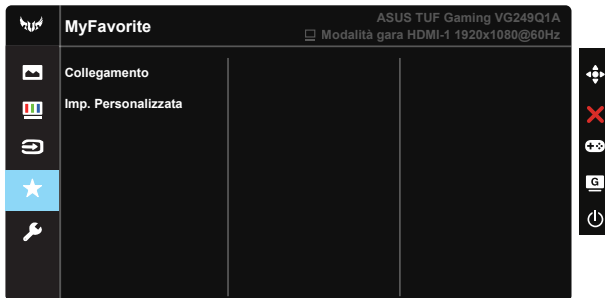 MyFavorite
ASUS TUF Gaming VG249Q1A
Modalità gara HDMI-1 1920x1080@60Hz
Collegamento
Imp. Personalizzata
G